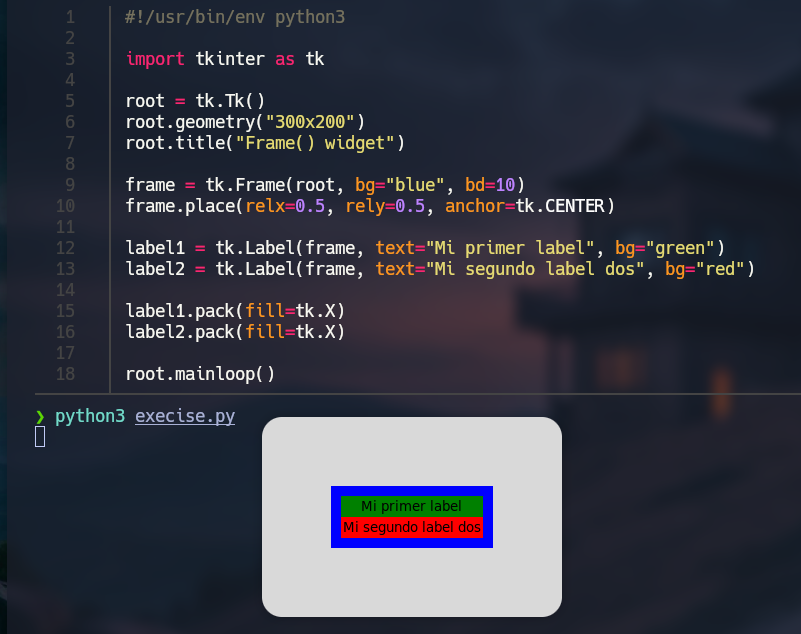 1 #!/usr/bin/env python3
2
3 import tkinter as tk
4
5 root = tk.Tk()
6 root.geometry("300x200")
7 root.title("Frame() widget")
8
9 frame = tk.Frame(root, bg="blue", bd=10)
10 frame.place(relx=0.5, rely=0.5, anchor=tk.CENTER)
11
12 label1 = tk.Label(frame, text="Mi primer label", bg="green")
13 label2 = tk.Label(frame, text="Mi segundo label dos", bg="red")
14
15 label1.pack(fill=tk.X)
16 label2.pack(fill=tk.X)
17
18 root.mainloop()
❯ python3 execise.py
Mi primer label
Mi segundo label dos